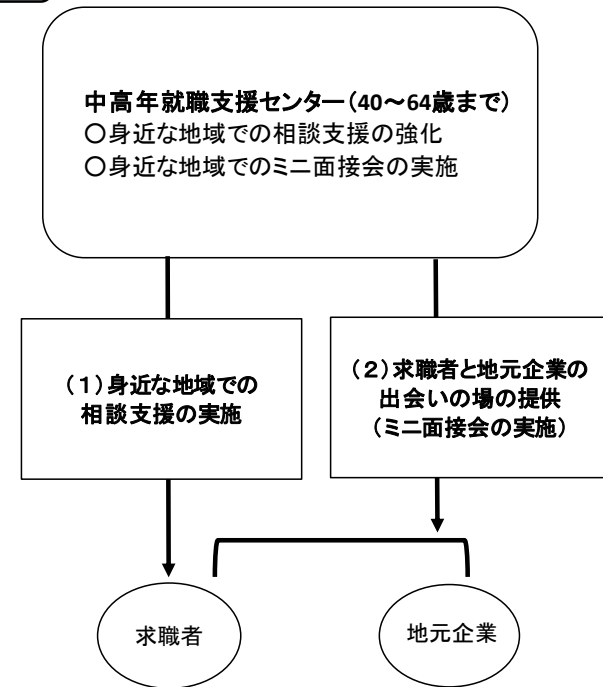 中高年就職支援センター（40～64歳まで）
〇身近な地域での相談支援の強化
〇身近な地域でのミニ面接会の実施
（１）身近な地域での
相談支援の実施
（２）求職者と地元企業の
出会いの場の提供
（ミニ面接会の実施）
求職者
地元企業